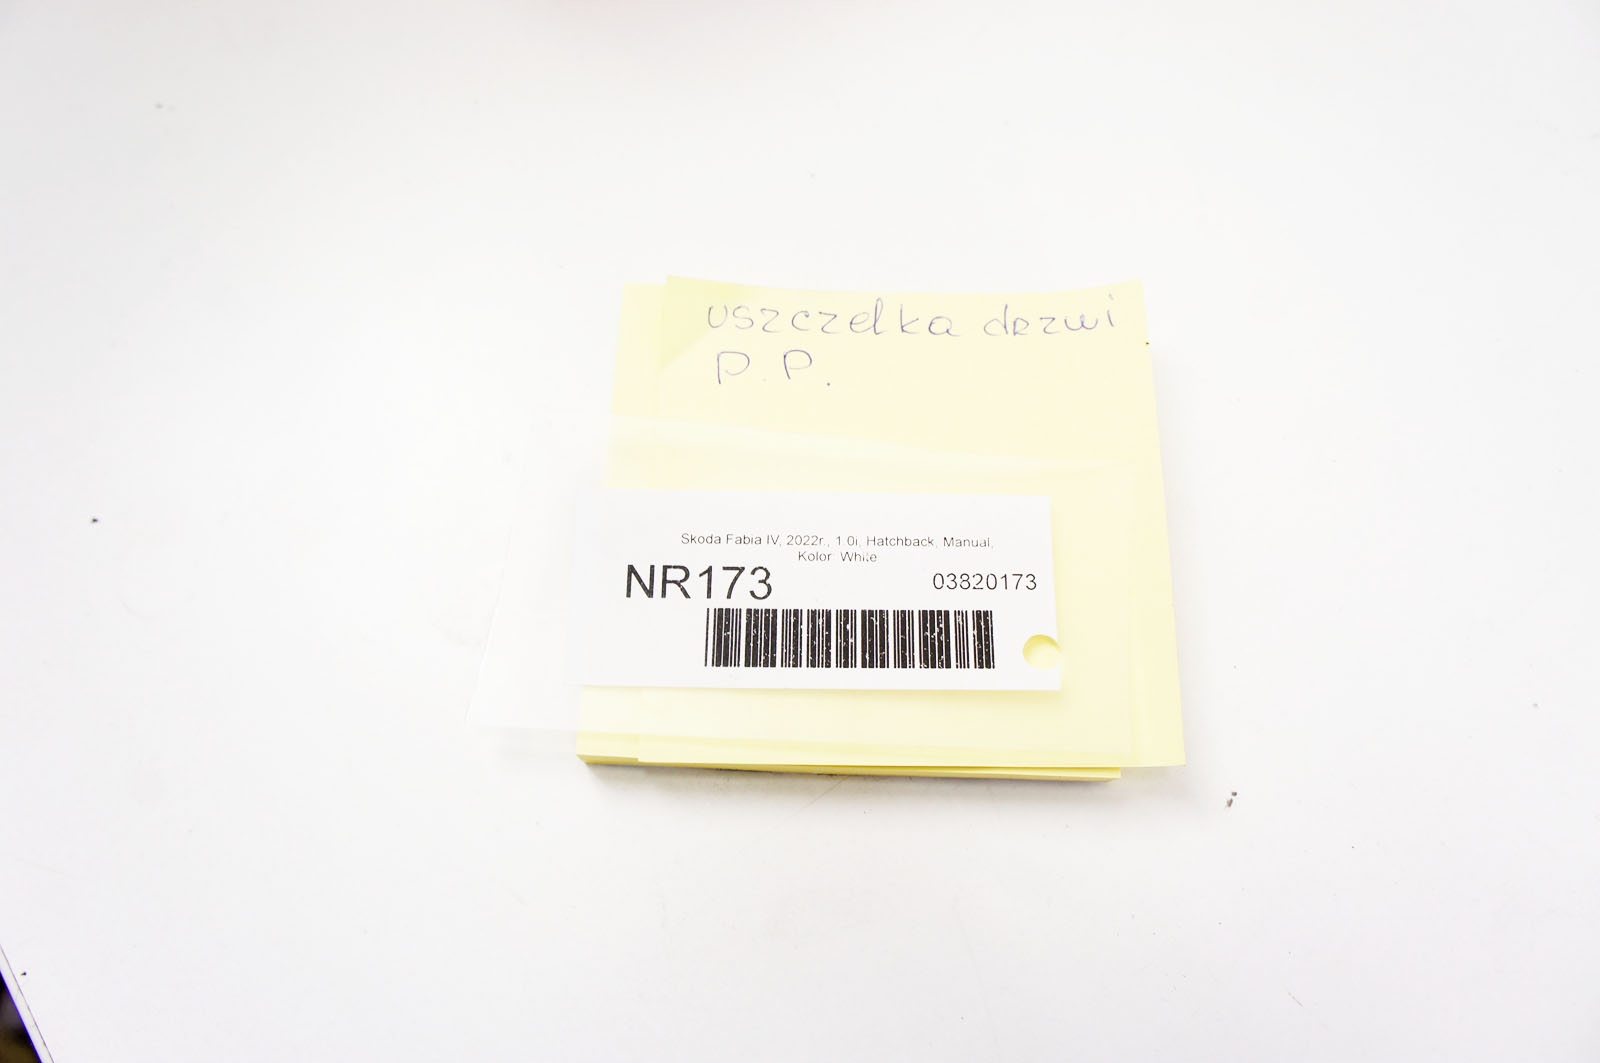 uszczelka drzwi
P.P.
Skoda Fabia IV, 2022r., 1.0i, Hatchback, Manual,
Kolor: White
NR173
03820173